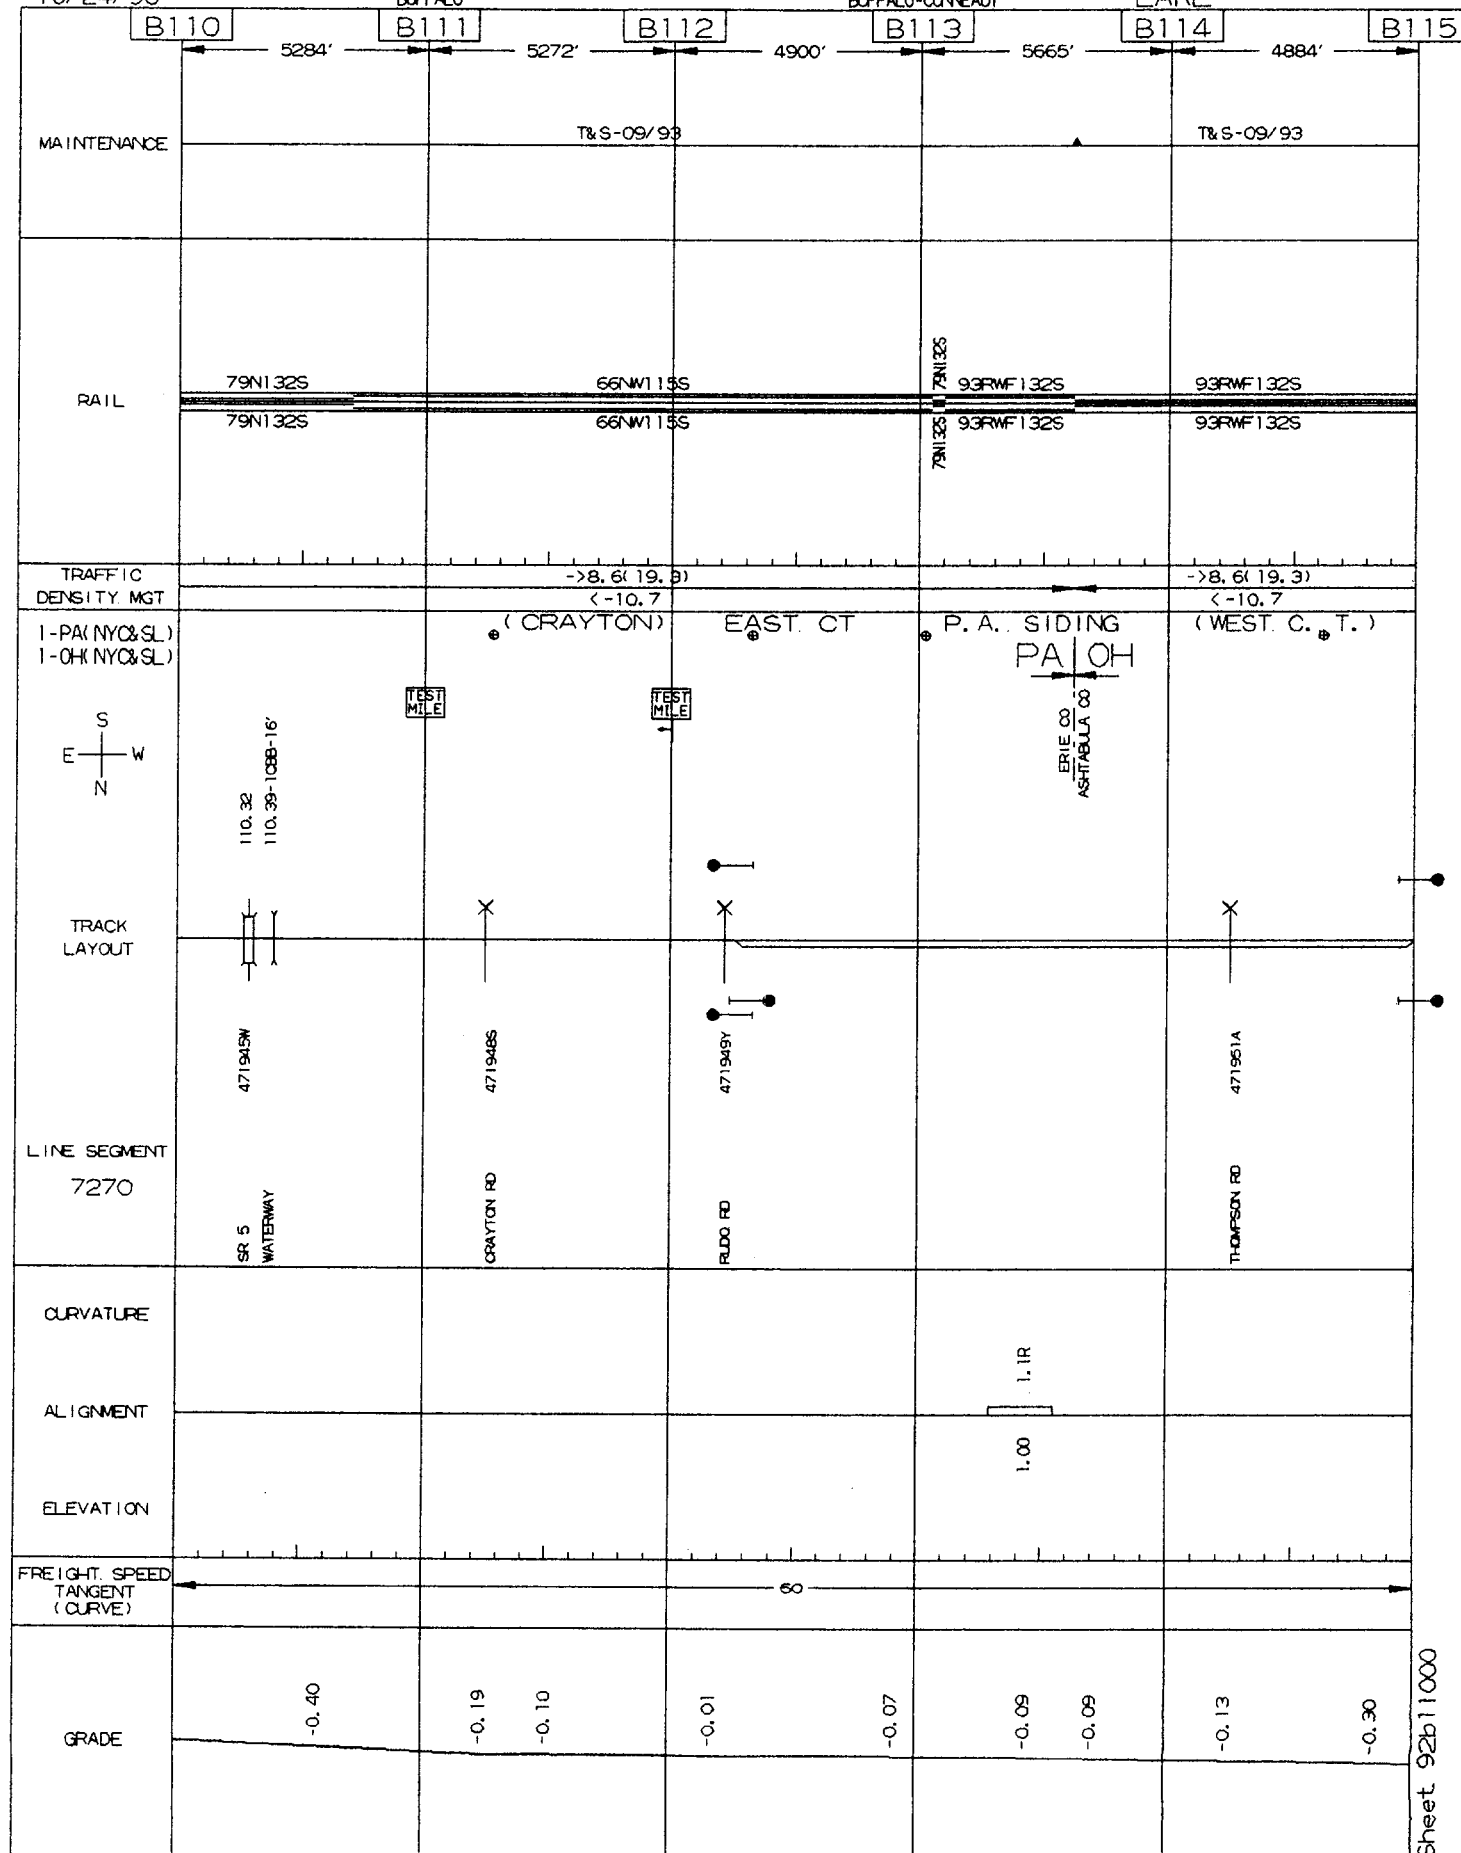 B110 B111 B112 B113 B114 B115
5284' 5272' 4900' 5665' 4884'
MAINTENANCE T&S-09/93 T&S-09/93
79N132S
79N132S 66NW115S 93RWF132S 93RWF132S
RAIL
79N132S 66NW115S 93RWF132S 93RWF132S
79N132S
TRAFFIC ->8.6(19.3) ->8.6(19.3)
DENSITY MGT <-10.7 <-10.7
1-PA(NYC&SL) (CRAYTON) EAST CT P.A. SIDING (WEST C.T.)
1-OH(NYC&SL)
PA OH
TEST MILE
TEST MILE
ERIE CO
ASHTABULA CO
S
E W
N
110.32
110.39-1CBB-16'
TRACK
LAYOUT
471945W
471948S
471949Y
471951A
LINE SEGMENT
7270
SR 5
WATERWAY
CRAYTON RD
RUDO RD
THOMPSON RD
CURVATURE
1.1R
ALIGNMENT
1.00
ELEVATION
FREIGHT SPEED
TANGENT 60
(CURVE)
GRADE -0.40 -0.19 -0.10 -0.01 -0.07 -0.09 -0.09 -0.13 -0.30
Sheet 92b11000